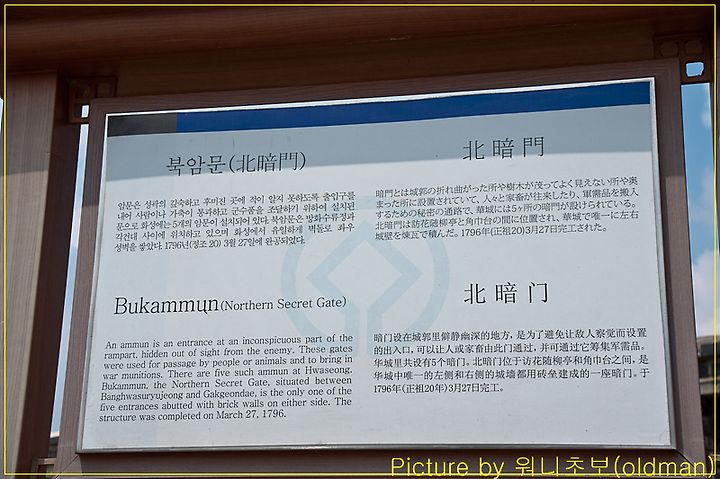 북암문(北暗門)
암문은 성곽의 깊숙하고 후미진 곳에 적이 알지 못하도록 출입구를
내어 사람이나 가축이 통과하고 군수품을 조달하기 위하여 설치된
문으로 화성에는 5개의 암문이 설치되어 있다. 북암문은 방화수류정과
각건대 사이에 위치하고 있으며 화성에서 유일하게 벽돌로 좌우
성벽을 쌓았다. 1796년(정조 20) 3월 27일에 완공되었다.
北暗門
暗門とは城郭の折れ曲がった所や樹木が茂ってよく見えない所や奥
まった所に設置されていて、人々と家畜が往来したり、軍需品を搬入
するための秘密の通路で、華城には5ヶ所の暗門が設けられている。
北暗門は訪花随柳亭と角巾台の間に位置され、華城で唯一に左右
城壁を煉瓦で積んだ。1796年(正祖20)3月27日完工された。
Bukammun(Northern Secret Gate)
An ammun is an entrance at an inconspicuous part of the
rampart, hidden out of sight from the enemy. These gates
were used for passage by people or animals and to bring in
war munitions. There are five such ammun at Hwaseong.
Bukammun, the Northern Secret Gate, situated between
Banghwasuryujeong and Gakgeondae, is the only one of the
five entrances abutted with brick walls on either side. The
structure was completed on March 27, 1796.
北暗门
暗门设在城郭里僻静幽深的地方，是为了避免让敌人察觉而设置
的出入口，可以让人或家畜由此门通过，并可通过它筹集军需品。
华城里共设有5个暗门。北暗门位于访花随柳亭和角巾台之间，是
华城中唯一的左侧和右侧的城墙都用砖垒建成的一座暗门。于
1796年(正祖20年)3月27日完工。
Picture by 워니초보(oldman)